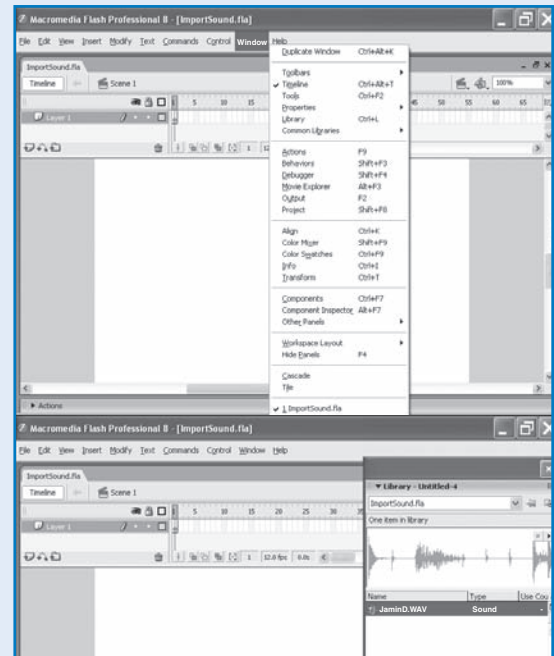 Macromedia Flash Professional 8 - [ImportSound.fla]
File Edit View Insert Modify Text Commands Control Window Help
ImportSound.fla
Timeline Scene 1 100%
5 10 15 45 50 55 60 65
Layer 1
1
Duplicate Window Ctrl+Alt+K
Toolbars
Timeline Ctrl+Alt+T
Tools Ctrl+F2
Properties
Library Ctrl+L
Common Libraries
Actions F9
Behaviors Shift+F3
Debugger Shift+F4
Movie Explorer Alt+F3
Output F2
Project Shift+F8
Align Ctrl+K
Color Mixer Shift+F9
Color Swatches Ctrl+F9
Info Ctrl+I
Transform Ctrl+T
Components Ctrl+F7
Component Inspector Alt+F7
Other Panels
Workspace Layout
Hide Panels F4
Cascade
Tile
1 ImportSound.fla
Actions
Macromedia Flash Professional 8 - [ImportSound.fla]
File Edit View Insert Modify Text Commands Control Window Help
ImportSound.fla
Timeline Scene 1
5 10 15 20 25 30
Layer 1
1 12.0 fps 0.0s
Library - Untitled-4
ImportSound.fla
One item in library
Name Type Use Cou
JaminD.WAV Sound -